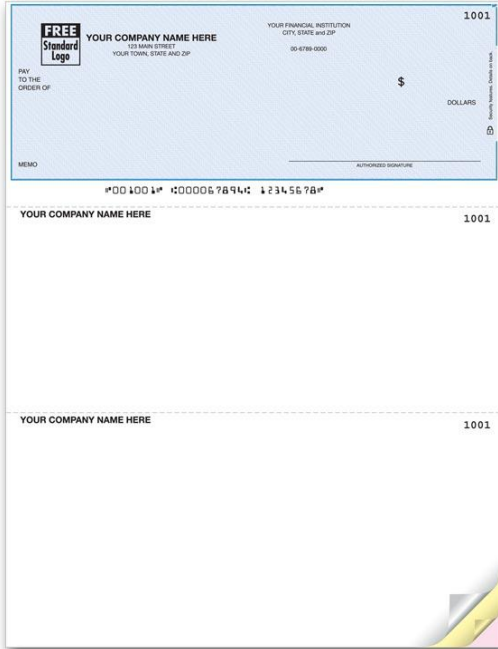 1001
FREE
Standard
Logo
YOUR COMPANY NAME HERE
123 MAIN STREET
YOUR TOWN, STATE AND ZIP
YOUR FINANCIAL INSTITUTION
CITY, STATE and ZIP
00-6789-0000
PAY
TO THE
ORDER OF
$
DOLLARS
Security features. Details on back.
MEMO
AUTHORIZED SIGNATURE
⑈001001⑈ ⑆000067894⑆ 12345678⑈
YOUR COMPANY NAME HERE
1001
YOUR COMPANY NAME HERE
1001